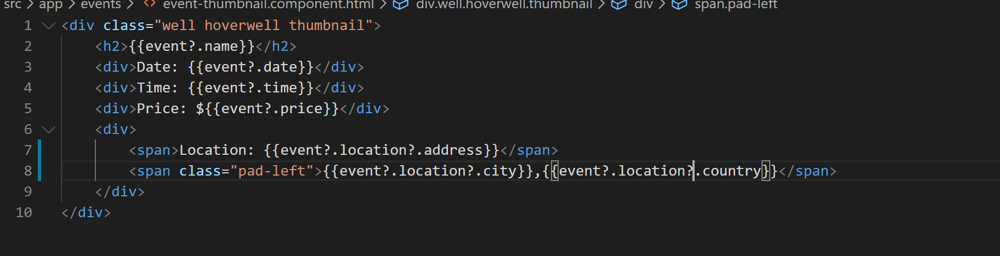 src > app > events > <> event-thumbnail.component.html > div.well.hoverwell.thumbnail > div > span.pad-left
1 <div class="well hoverwell thumbnail">
2 <h2>{{event?.name}}</h2>
3 <div>Date: {{event?.date}}</div>
4 <div>Time: {{event?.time}}</div>
5 <div>Price: ${{event?.price}}</div>
6 <div>
7 <span>Location: {{event?.location?.address}}</span>
8 <span class="pad-left">{{event?.location?.city}},{{event?.location?.country}}</span>
9 </div>
10 </div>